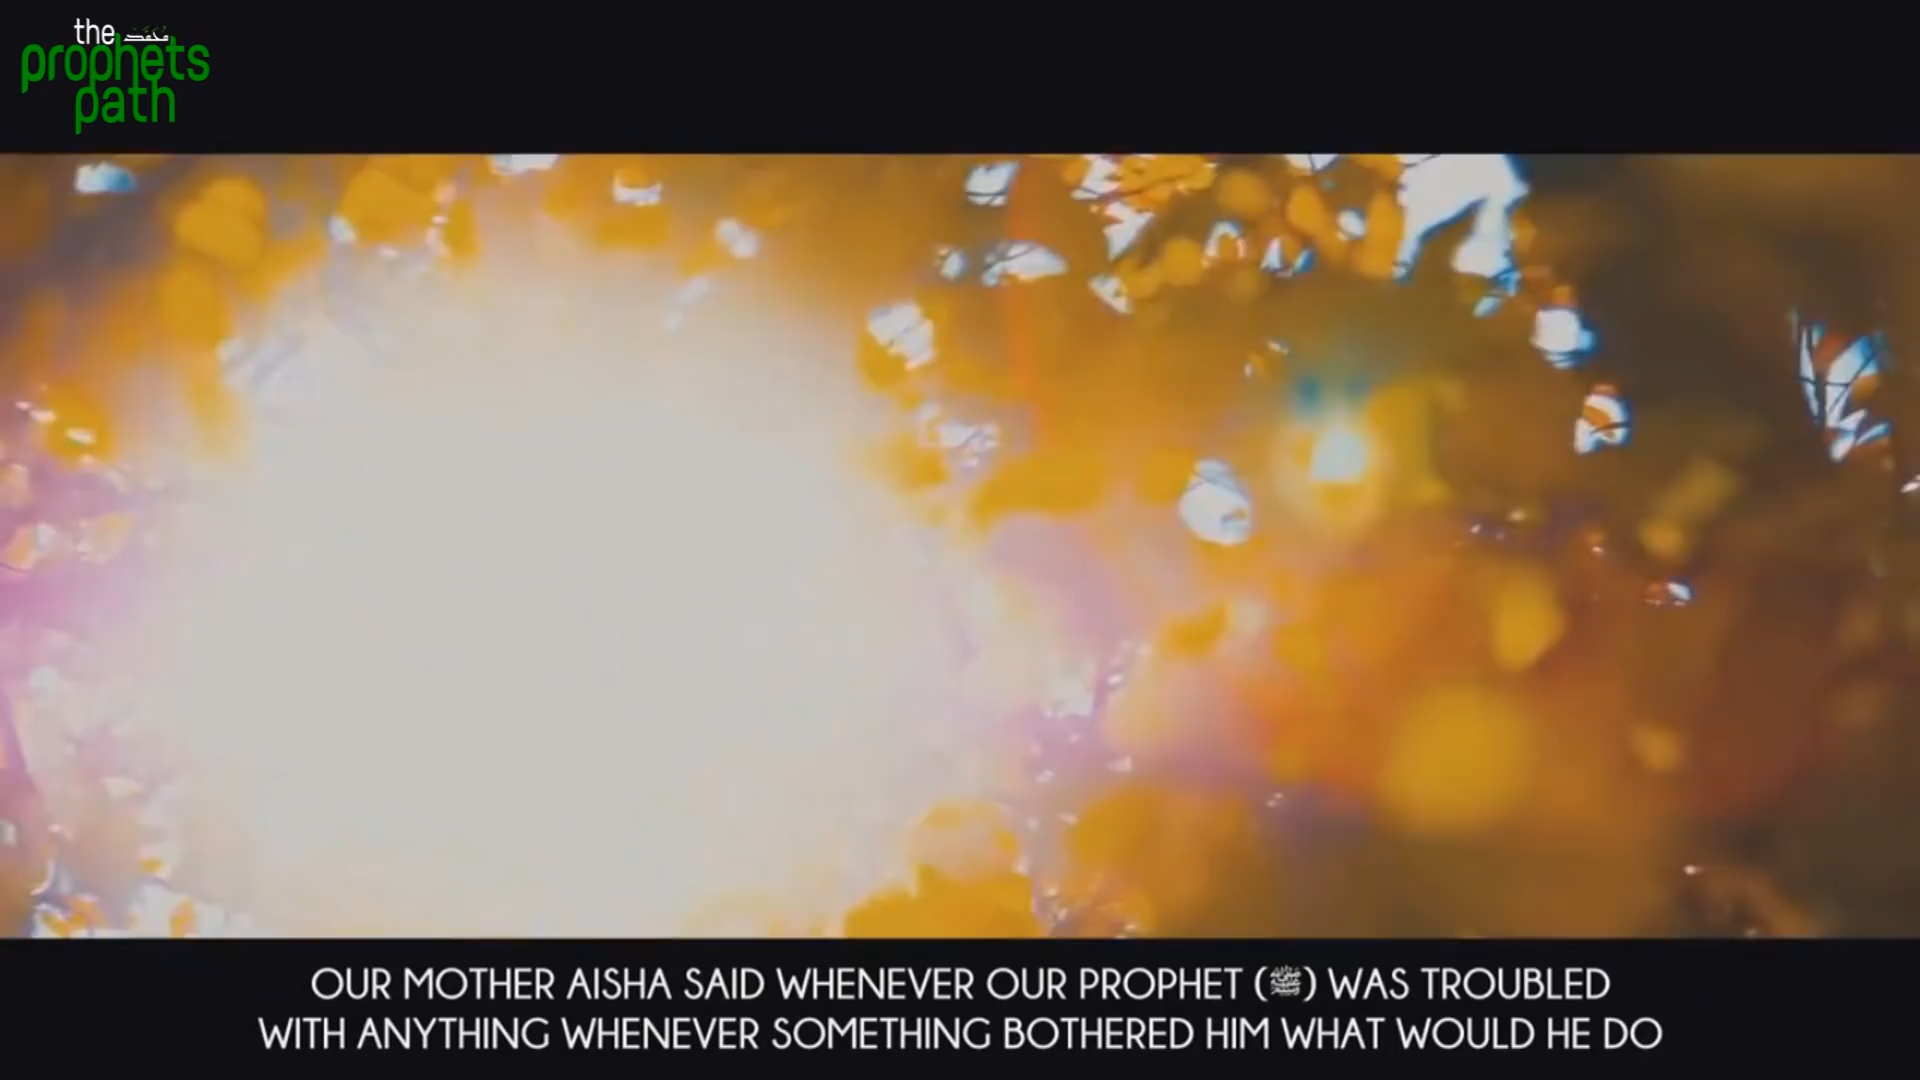 the مُحَمَّد
prophets
path
OUR MOTHER AISHA SAID WHENEVER OUR PROPHET (ﷺ) WAS TROUBLED
WITH ANYTHING WHENEVER SOMETHING BOTHERED HIM WHAT WOULD HE DO